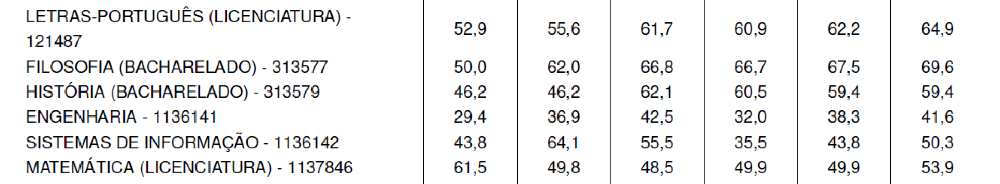 LETRAS-PORTUGUÊS (LICENCIATURA) -
121487 52,9 55,6 61,7 60,9 62,2 64,9
FILOSOFIA (BACHARELADO) - 313577 50,0 62,0 66,8 66,7 67,5 69,6
HISTÓRIA (BACHARELADO) - 313579 46,2 46,2 62,1 60,5 59,4 59,4
ENGENHARIA - 1136141 29,4 36,9 42,5 32,0 38,3 41,6
SISTEMAS DE INFORMAÇÃO - 1136142 43,8 64,1 55,5 35,5 43,8 50,3
MATEMÁTICA (LICENCIATURA) - 1137846 61,5 49,8 48,5 49,9 49,9 53,9